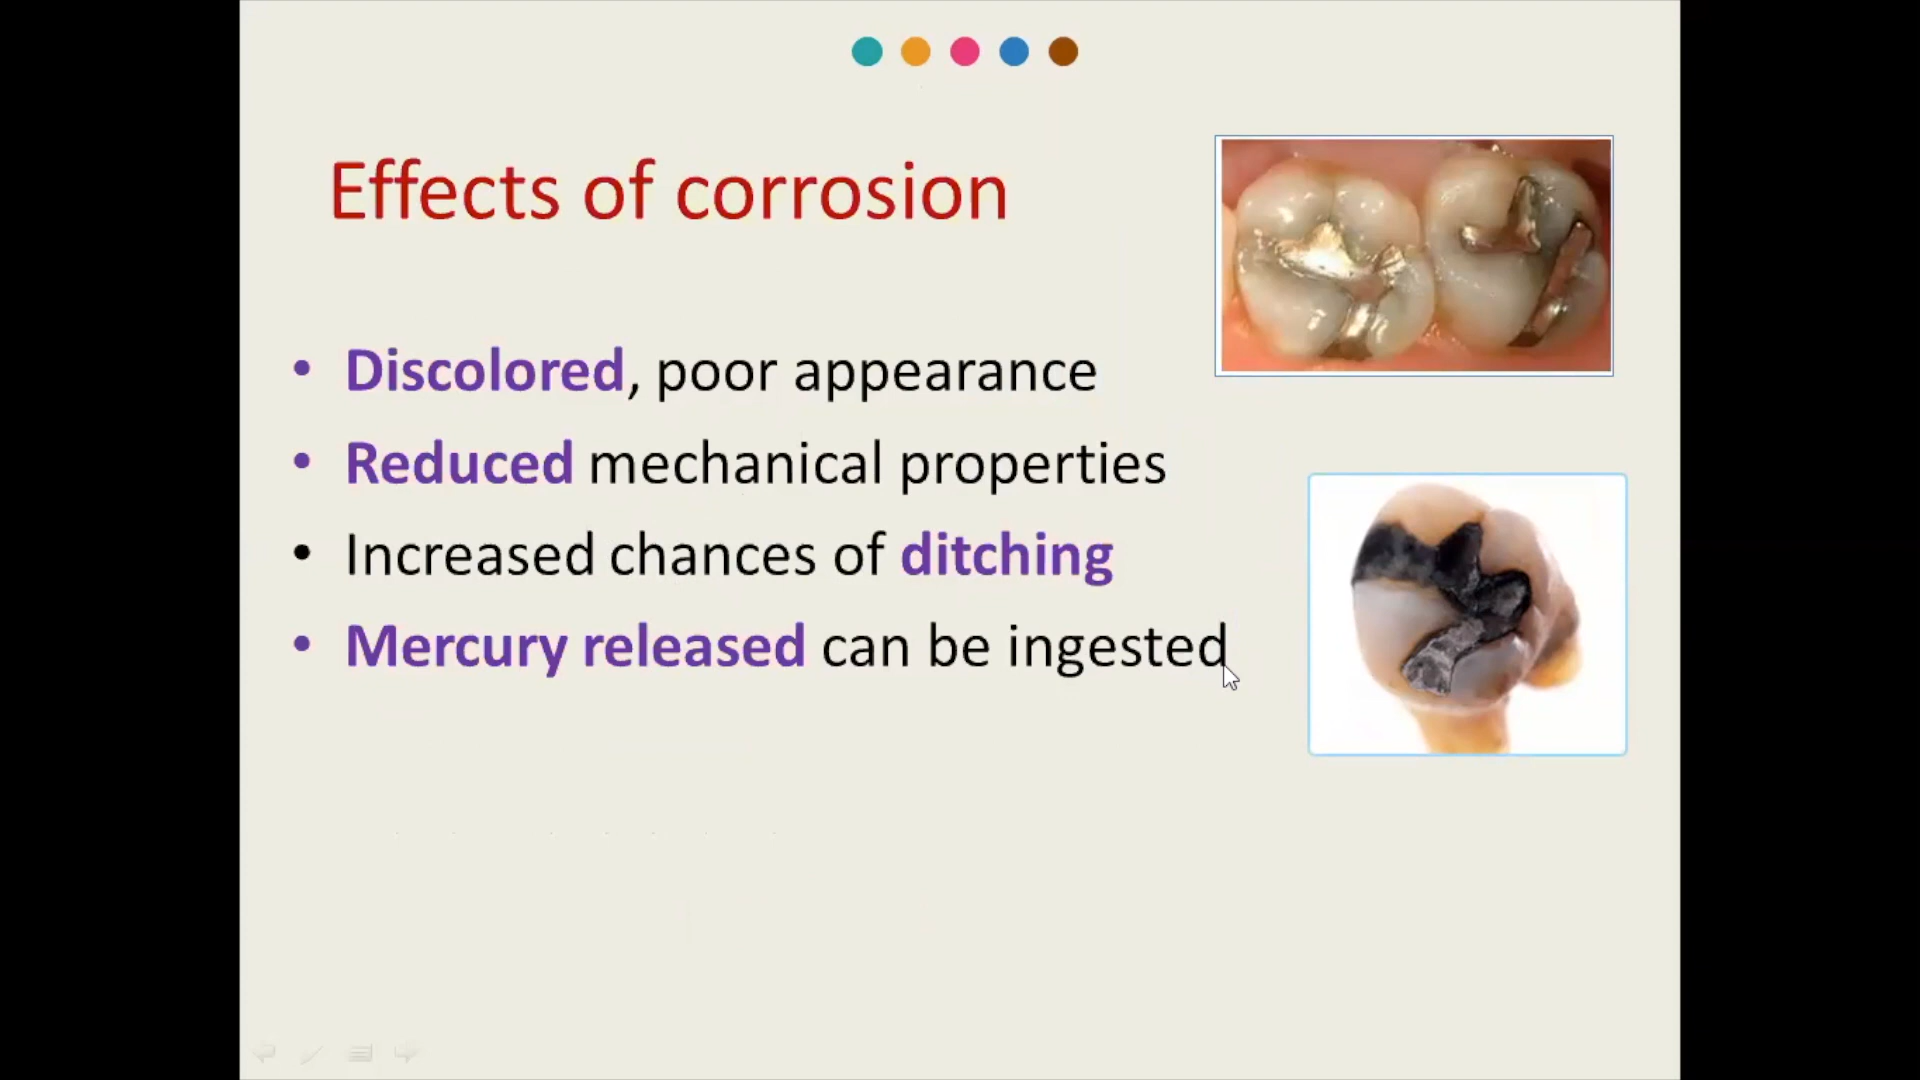 Effects of corrosion
• Discolored, poor appearance
• Reduced mechanical properties
• Increased chances of ditching
• Mercury released can be ingested